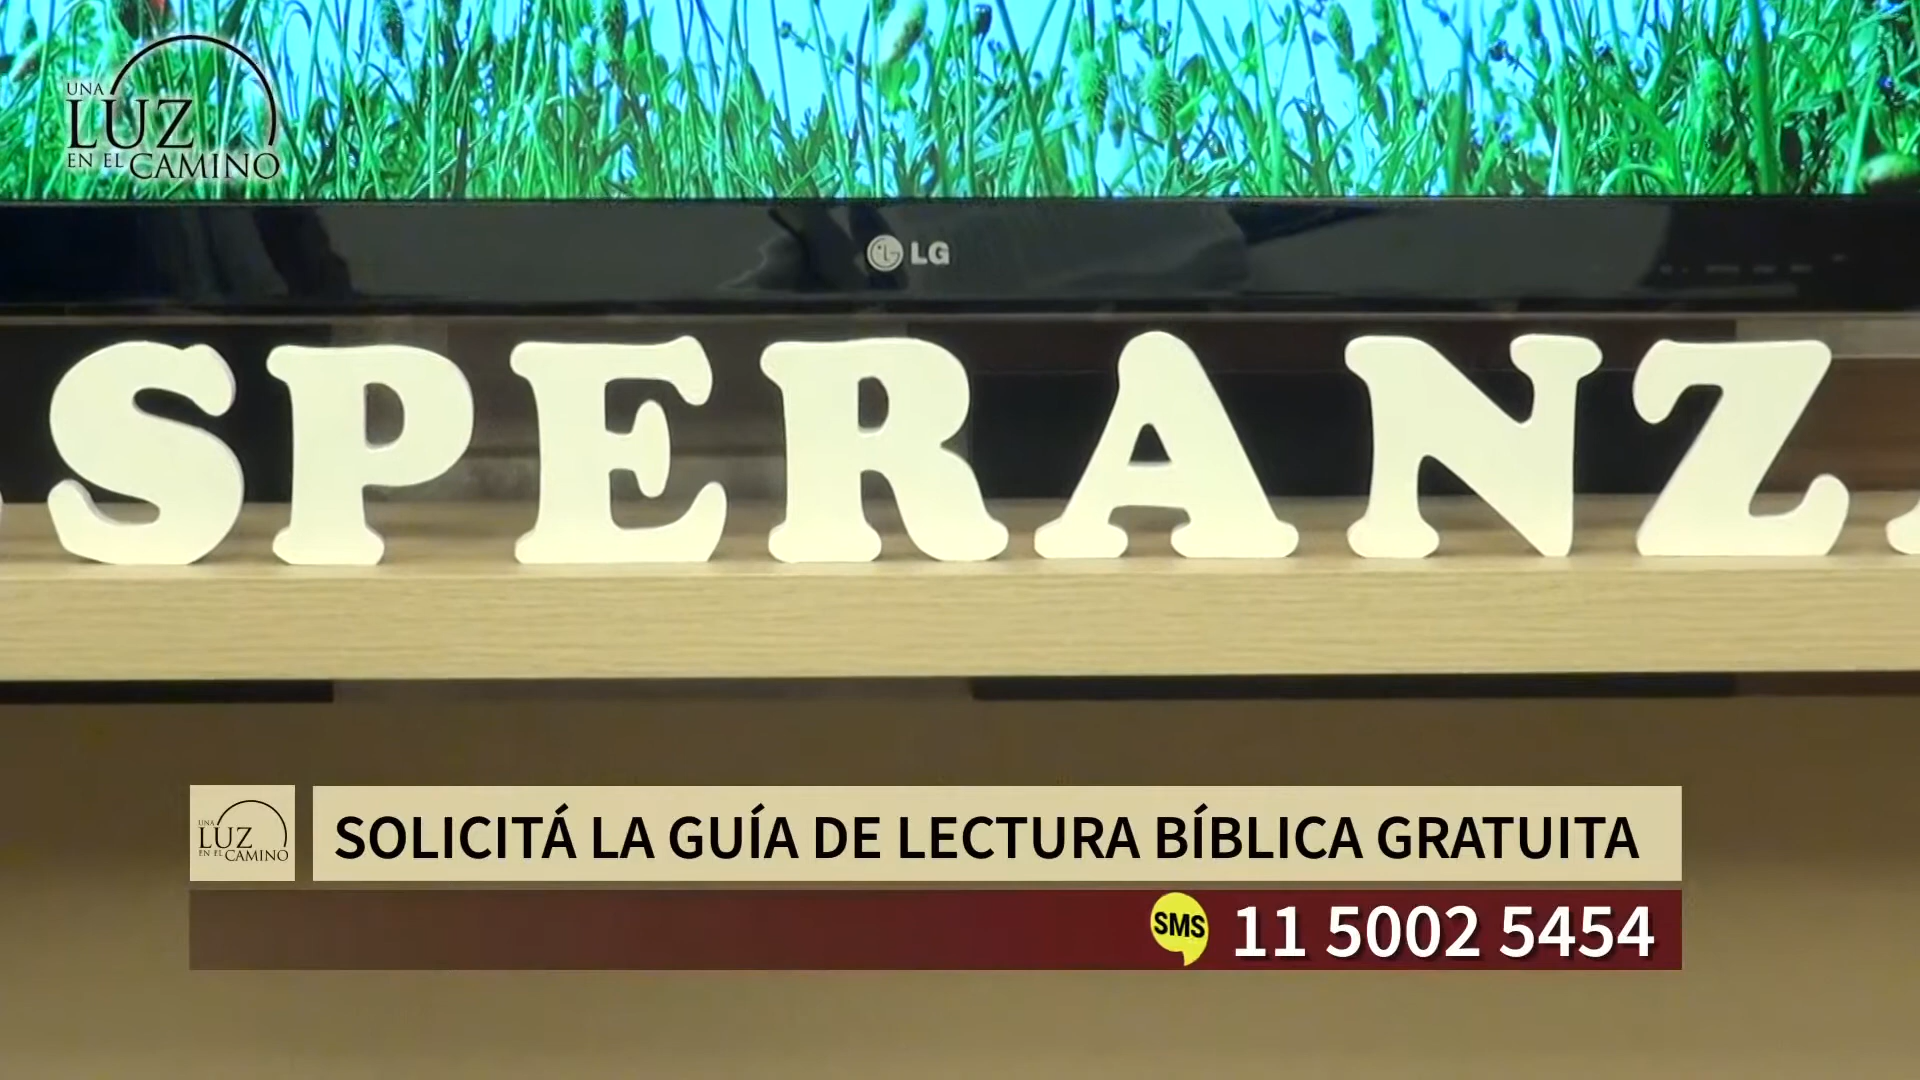 UNA
LUZ
EN EL CAMINO
LG
SPERANZ
UNA
LUZ
EN EL CAMINO
SOLICITÁ LA GUÍA DE LECTURA BÍBLICA GRATUITA
SMS 11 5002 5454